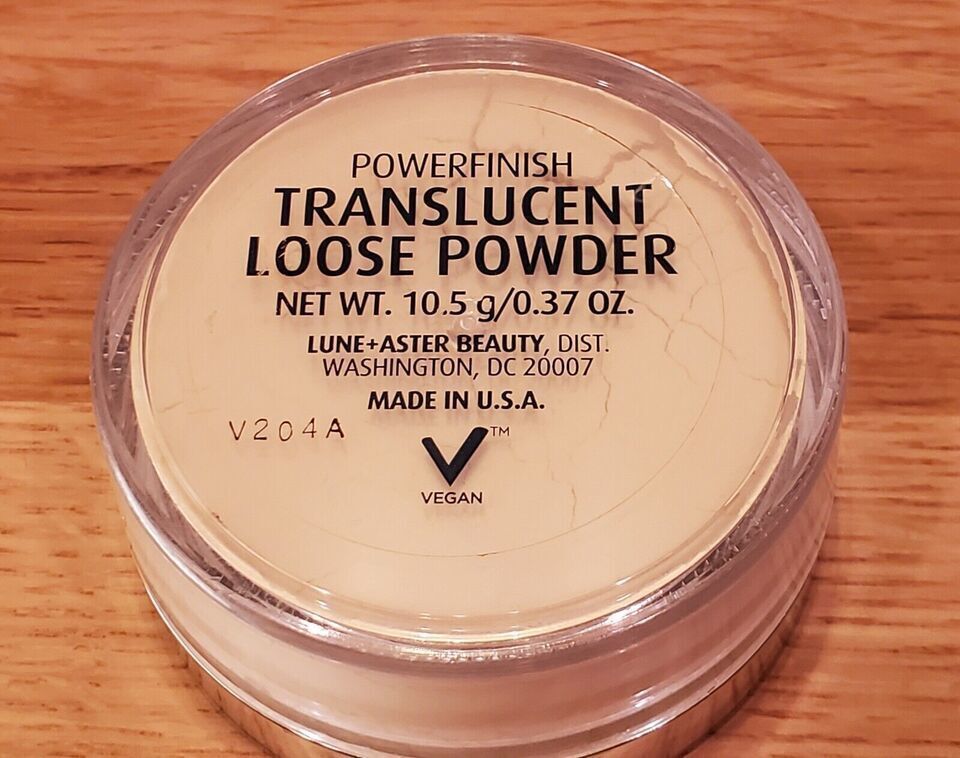 POWERFINISH
TRANSLUCENT
LOOSE POWDER
NET WT. 10.5 g/0.37 OZ.
LUNE+ASTER BEAUTY, DIST.
WASHINGTON, DC 20007
MADE IN U.S.A.
V204A
V™
VEGAN